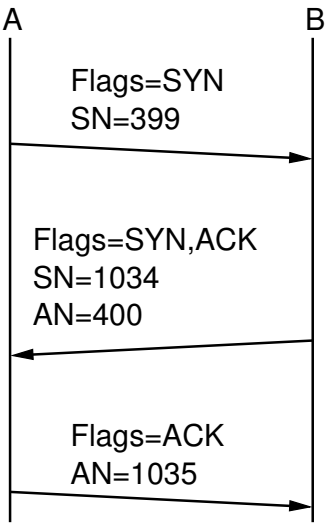 A B
Flags=SYN
SN=399
Flags=SYN,ACK
SN=1034
AN=400
Flags=ACK
AN=1035